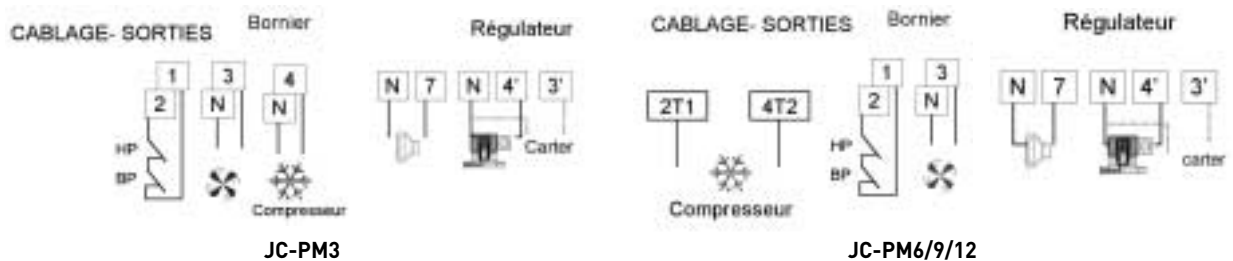 CABLAGE- SORTIES Bornier Régulateur
1 3 4
2 N N
N 7 N 4' 3'
HP
BP
Carter
Compresseur
JC-PM3
CABLAGE- SORTIES Bornier Régulateur
1 3
2 N
2T1 4T2
N 7 N 4' 3'
HP
BP
carter
Compresseur
JC-PM6/9/12